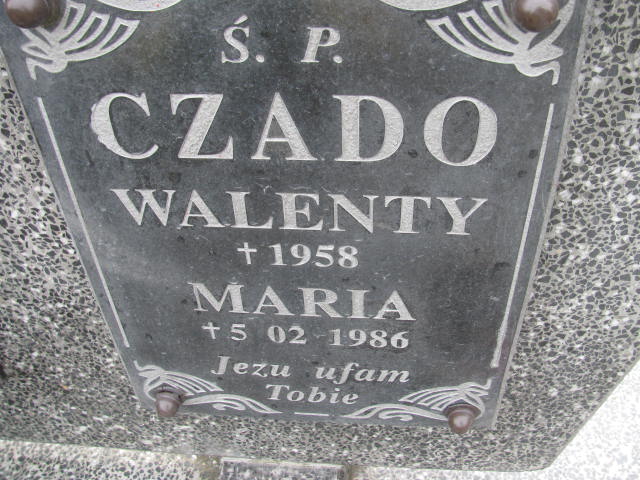 Ś. P.
CZADO
WALENTY
✝ 1958
MARIA
✝ 5 02 1986
Jezu ufam
Tobie